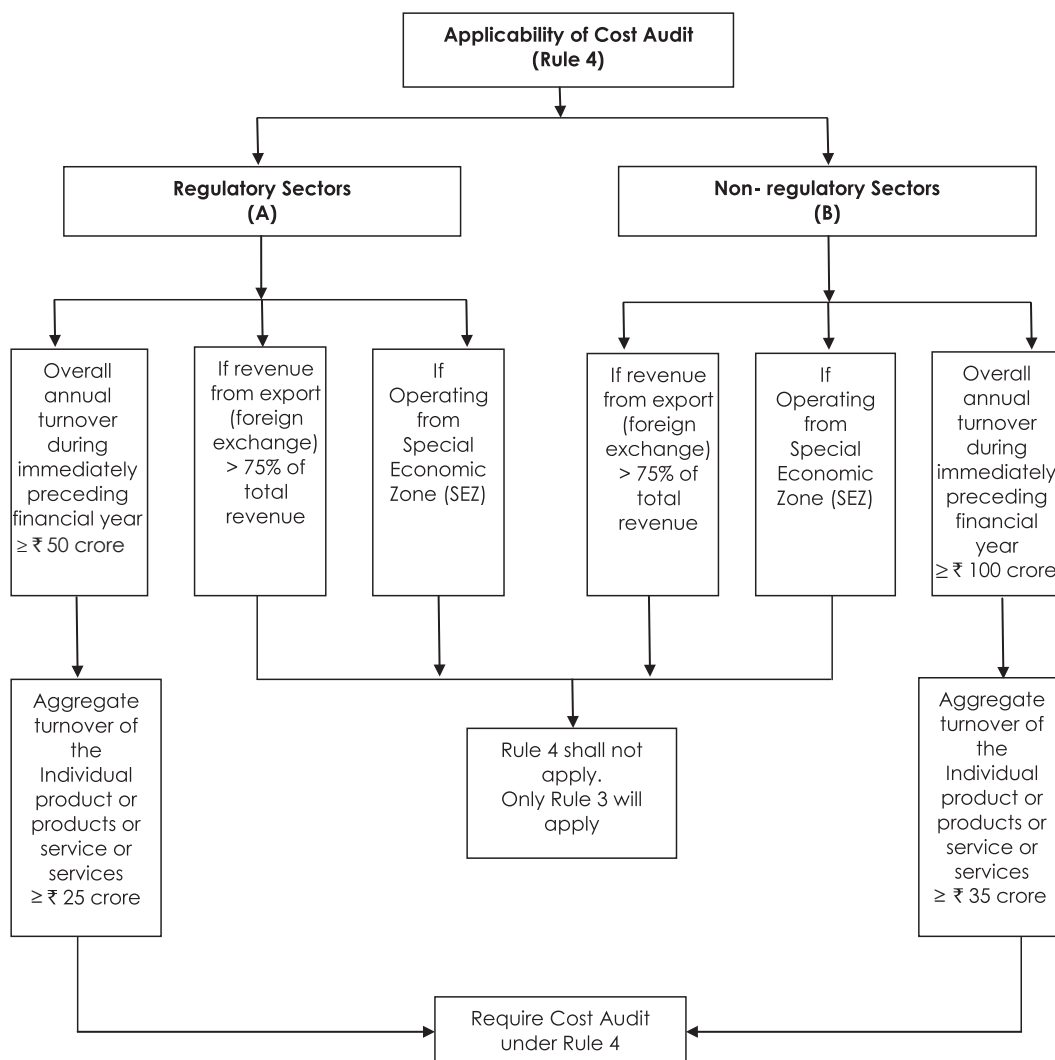 Applicability of Cost Audit
(Rule 4)
Regulatory Sectors
(A)
Non- regulatory Sectors
(B)
Overall
annual
turnover
during
immediately
preceding
financial year
≥ ₹ 50 crore
If revenue
from export
(foreign
exchange)
> 75% of
total
revenue
If
Operating
from
Special
Economic
Zone (SEZ)
If revenue
from export
(foreign
exchange)
> 75% of
total
revenue
If
Operating
from
Special
Economic
Zone (SEZ)
Overall
annual
turnover
during
immediately
preceding
financial
year
≥ ₹ 100 crore
Aggregate
turnover of
the
Individual
product or
products or
service or
services
≥ ₹ 25 crore
Rule 4 shall not
apply.
Only Rule 3 will
apply
Aggregate
turnover of
the
Individual
product or
products or
service or
services
≥ ₹ 35 crore
Require Cost Audit
under Rule 4